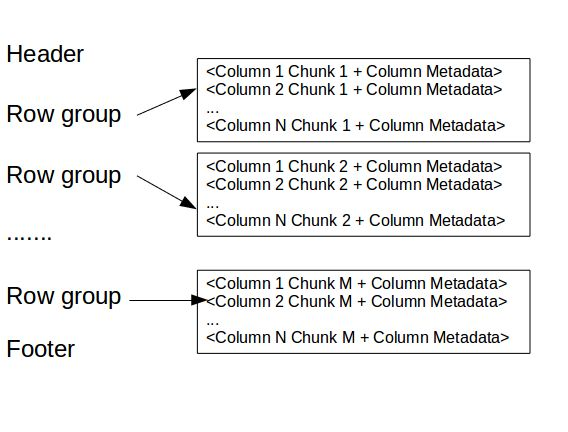 Header
Row group
<Column 1 Chunk 1 + Column Metadata>
<Column 2 Chunk 1 + Column Metadata>
...
<Column N Chunk 1 + Column Metadata>
Row group
<Column 1 Chunk 2 + Column Metadata>
<Column 2 Chunk 2 + Column Metadata>
...
<Column N Chunk 2 + Column Metadata>
.......
Row group
<Column 1 Chunk M + Column Metadata>
<Column 2 Chunk M + Column Metadata>
...
<Column N Chunk M + Column Metadata>
Footer